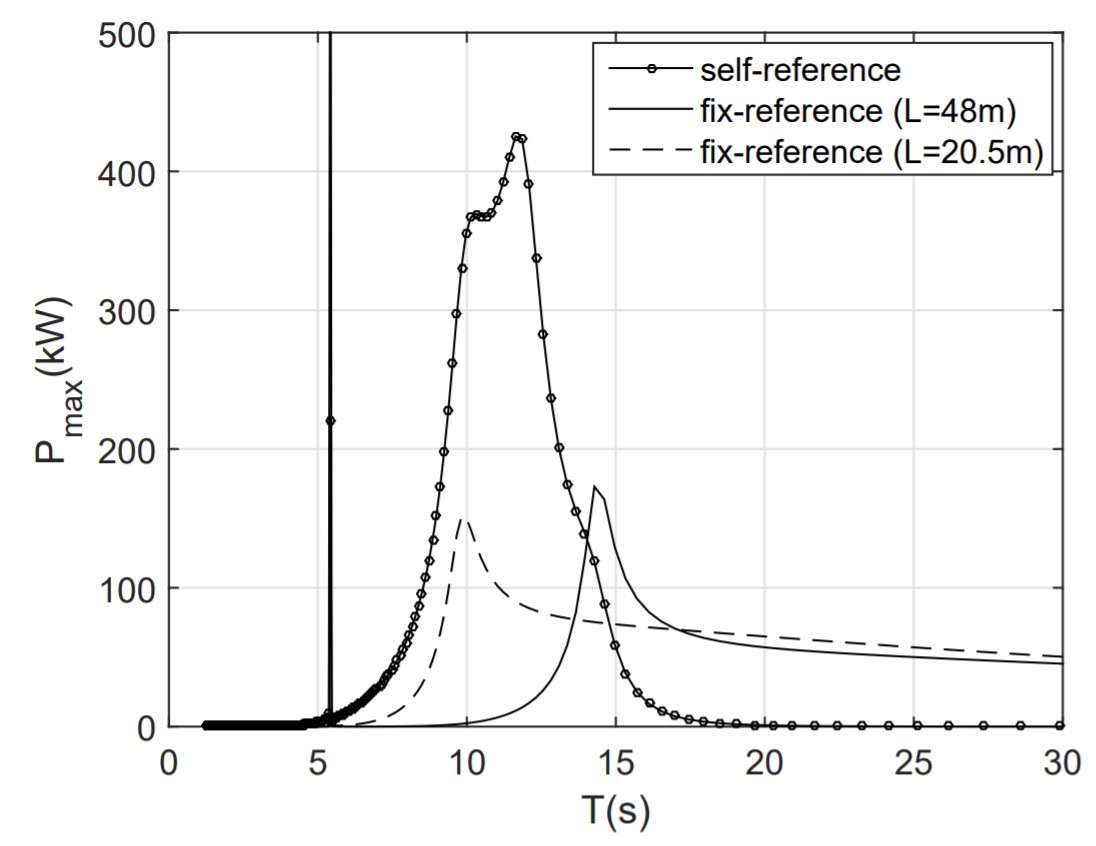 500
400
300
200
100
0
P_max(kW)
self-reference
fix-reference (L=48m)
fix-reference (L=20.5m)
0 5 10 15 20 25 30
T(s)